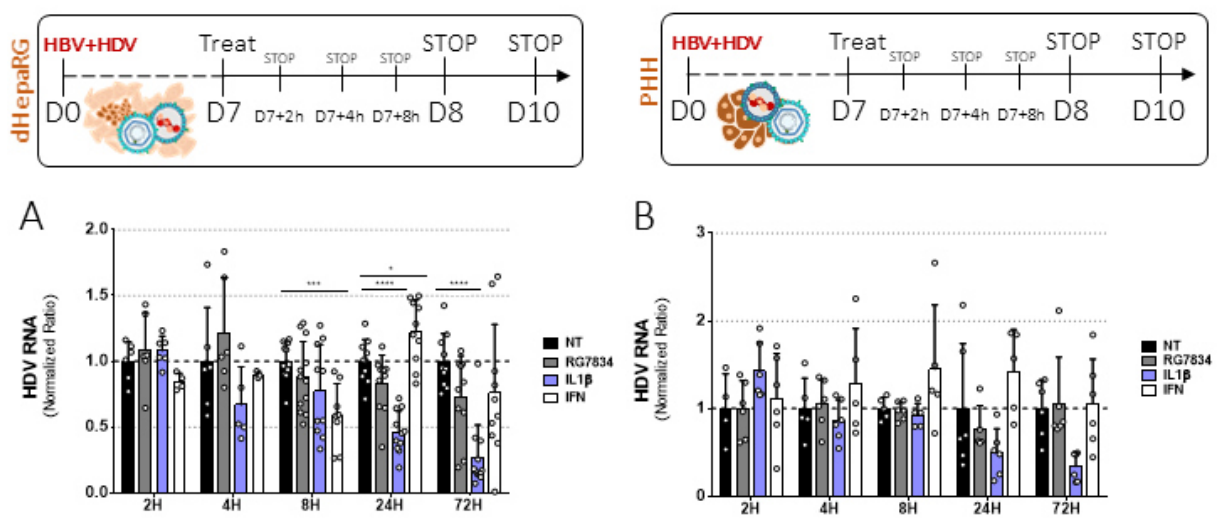 dHepaRG
HBV+HDV
Treat
STOP
STOP
STOP
STOP
STOP
D0
D7
D7+2h
D7+4h
D7+8h
D8
D10
PHH
HBV+HDV
Treat
STOP
STOP
STOP
STOP
STOP
D0
D7
D7+2h
D7+4h
D7+8h
D8
D10
A
HDV RNA
(Normalized Ratio)
2.0
1.5
1.0
0.5
0.0
***
*
****
****
2H
4H
8H
24H
72H
NT
RG7834
IL1β
IFN
B
HDV RNA
(Normalized Ratio)
3
2
1
0
2H
4H
8H
24H
72H
NT
RG7834
IL1β
IFN